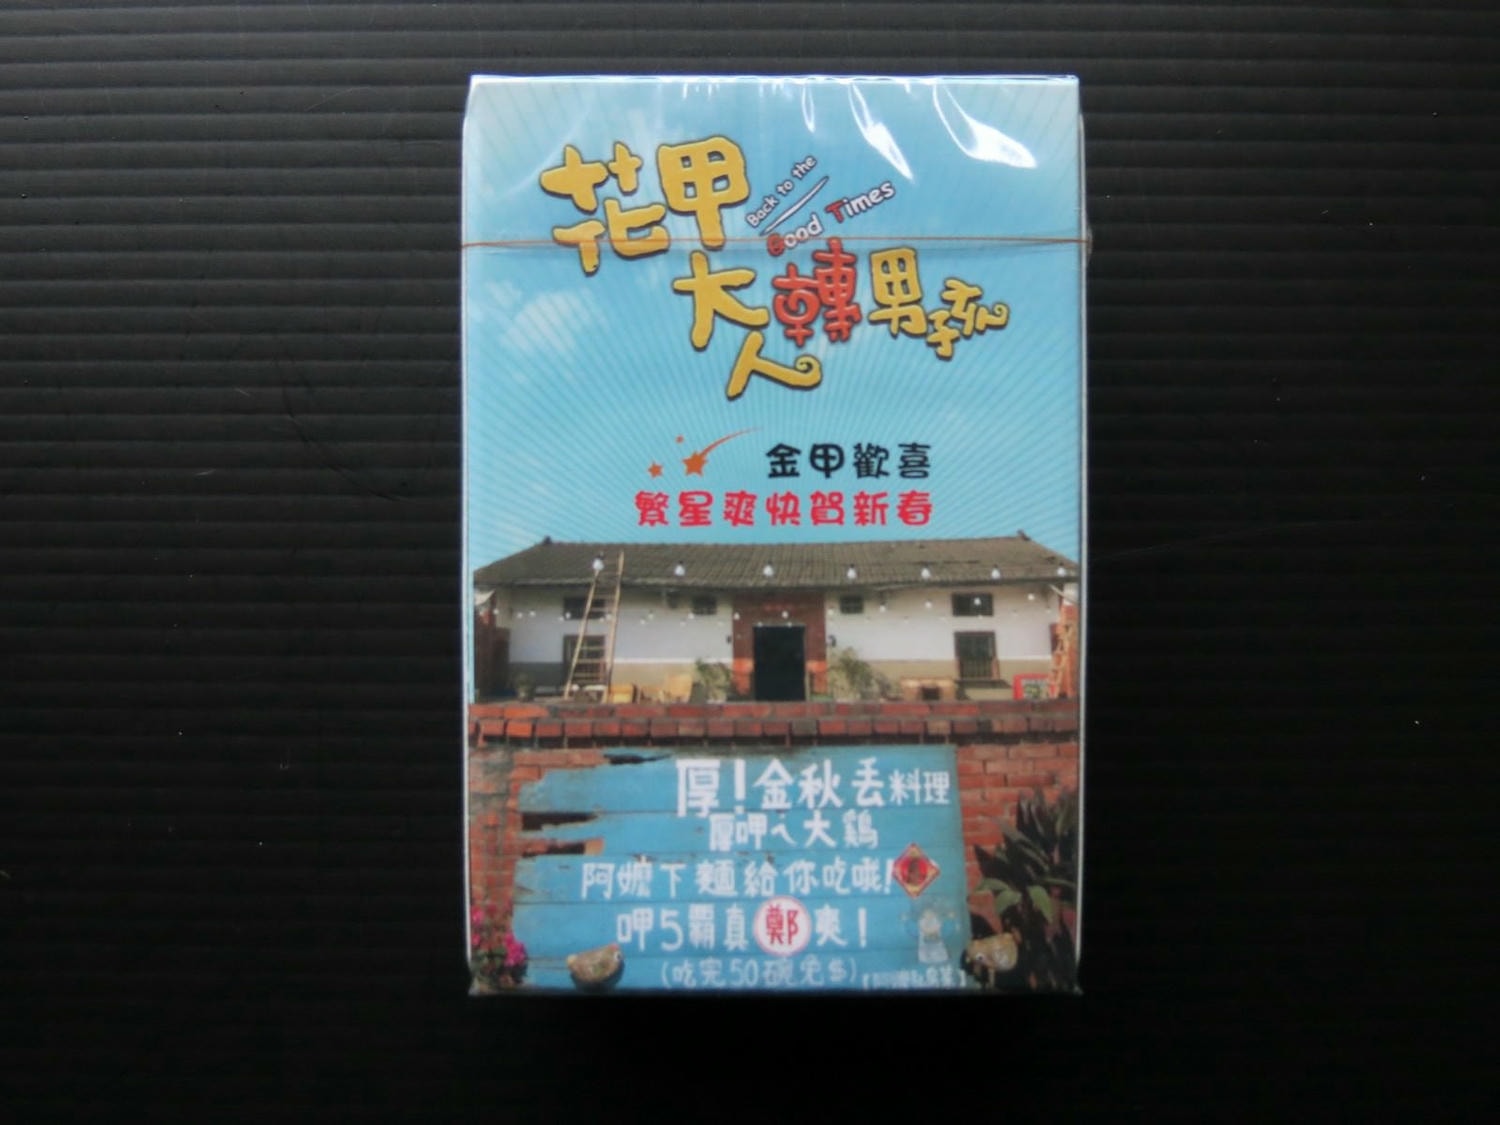 花甲
Back to the
Good Times
大人轉男孩
金甲歡喜
繁星爽快賀新春
厚!金秋丟料理
厚呷ㄟ大鷄
阿嬤下麵給你吃哦!
呷5霸真鄭爽!
(吃完50碗免$)